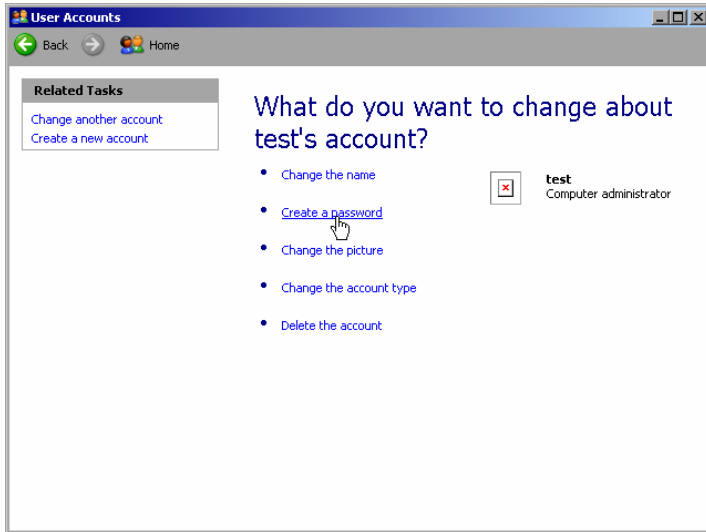 User Accounts
Back Home
Related Tasks
Change another account
Create a new account
What do you want to change about
test's account?
Change the name
Create a password
Change the picture
Change the account type
Delete the account
test
Computer administrator